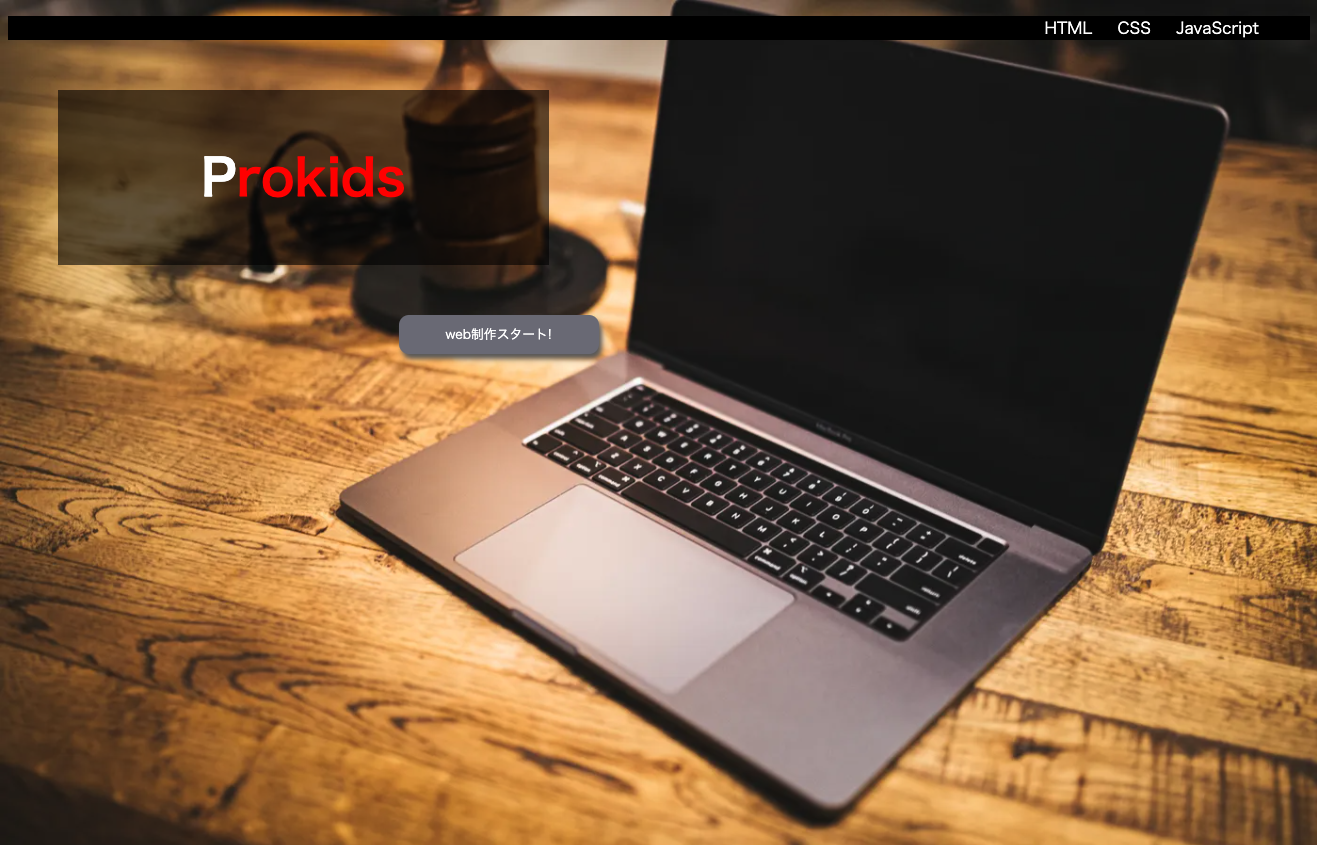 HTML CSS JavaScript
Prokids
web制作スタート!